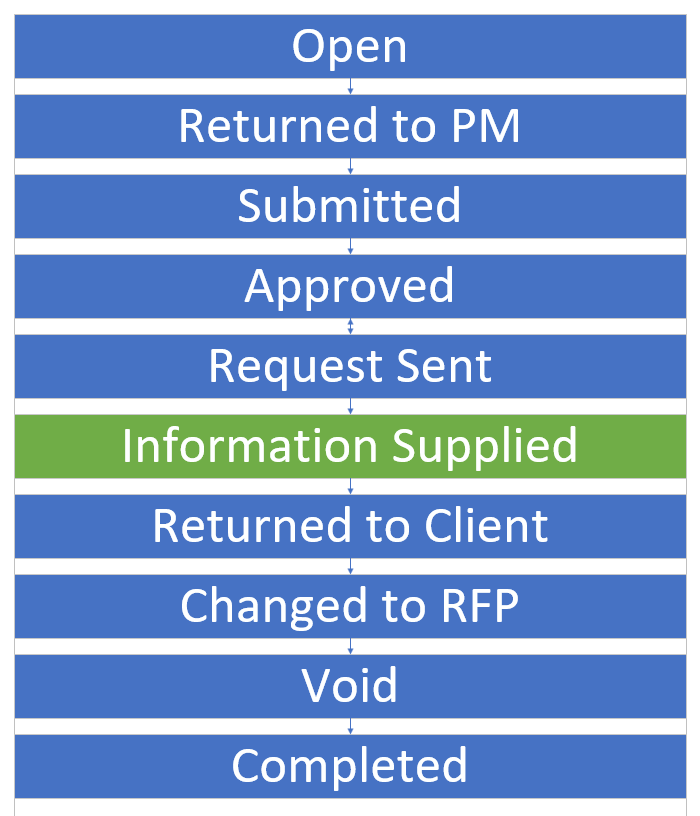 Open
Returned to PM
Submitted
Approved
Request Sent
Information Supplied
Returned to Client
Changed to RFP
Void
Completed